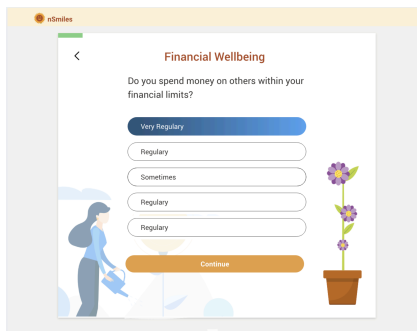 nSmiles
Financial Wellbeing
Do you spend money on others within your
financial limits?
Very Regulary
Regulary
Sometimes
Regulary
Regulary
Continue